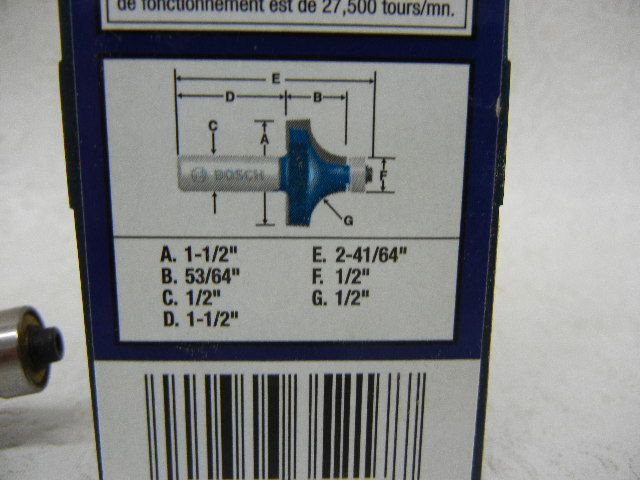 de fonctionnement est de 27,500 tours/mn.
E
D
B
C
A
BOSCH
F
G
A. 1-1/2"
B. 53/64"
C. 1/2"
D. 1-1/2"
E. 2-41/64"
F. 1/2"
G. 1/2"